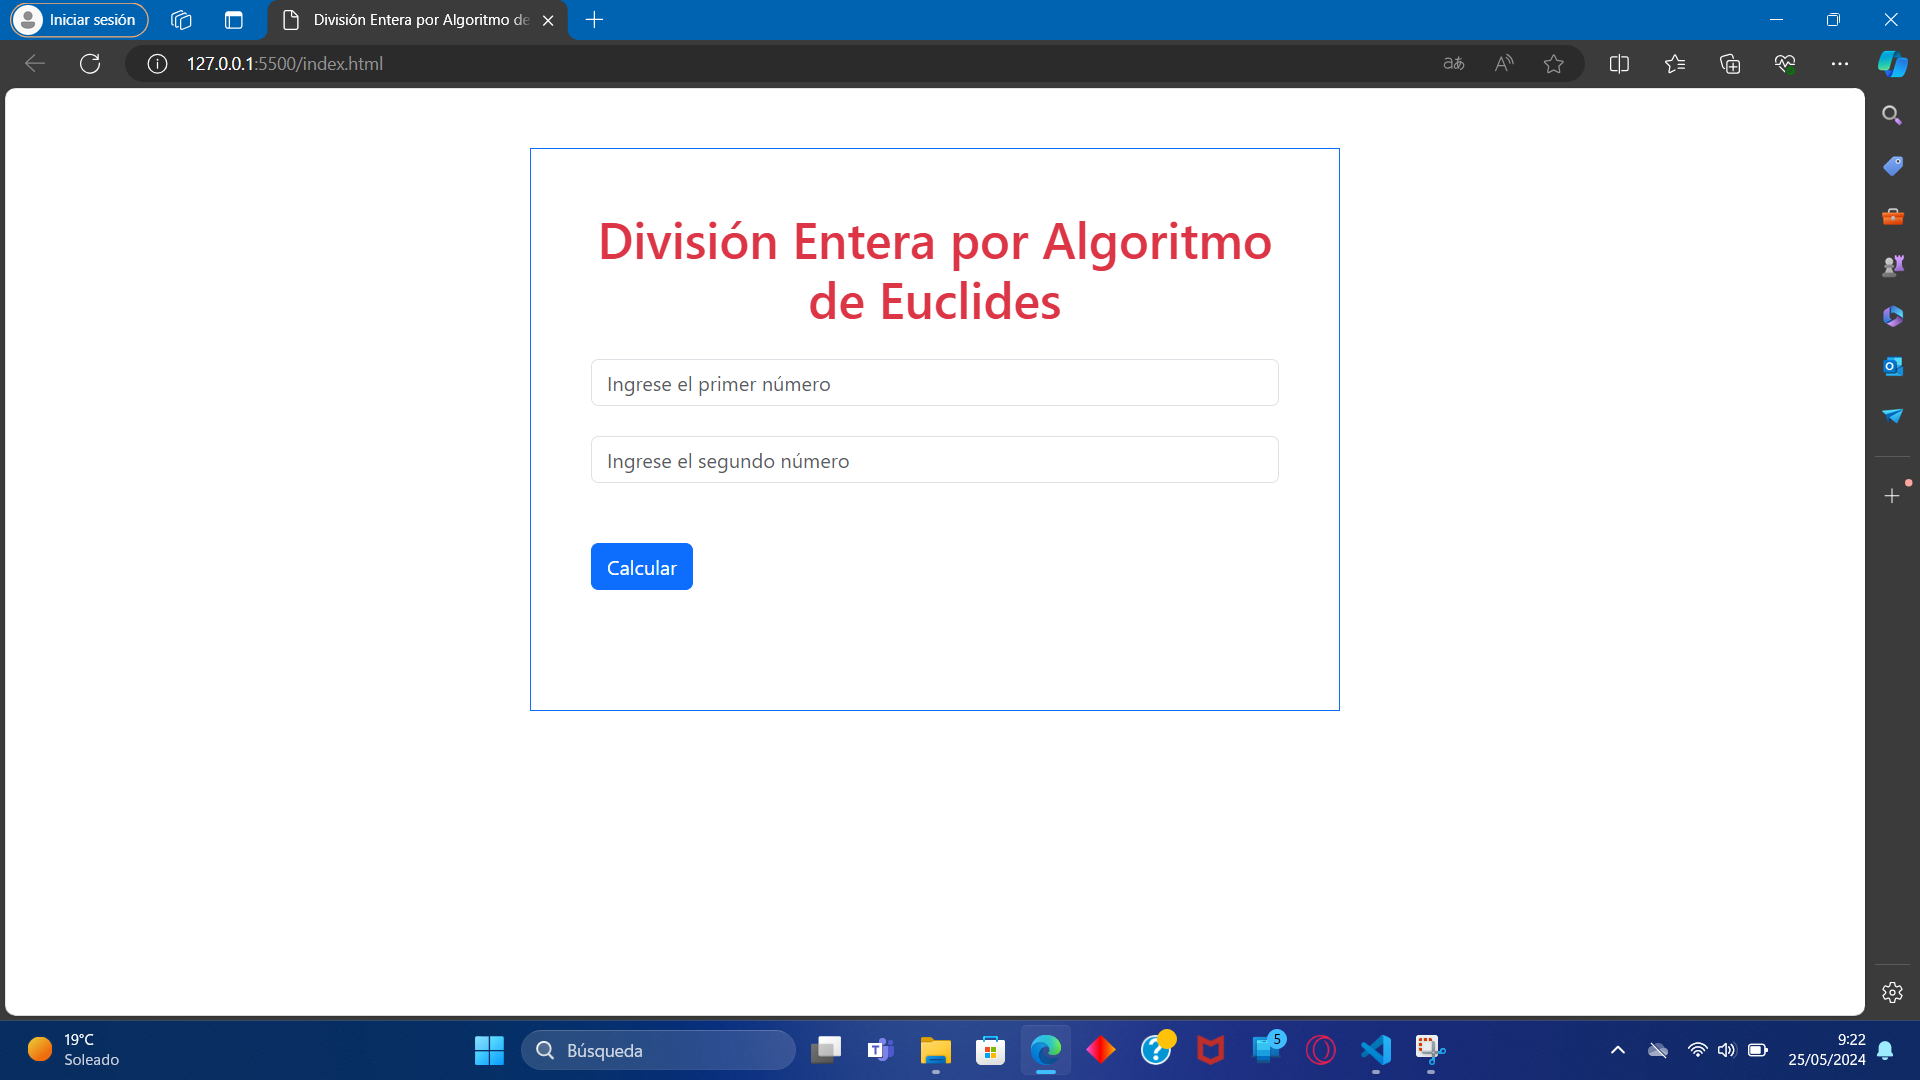 Iniciar sesión
División Entera por Algoritmo de
127.0.0.1:5500/index.html
División Entera por Algoritmo
de Euclides
Ingrese el primer número
Ingrese el segundo número
Calcular
19°C
Soleado
Búsqueda
5
9:22
25/05/2024